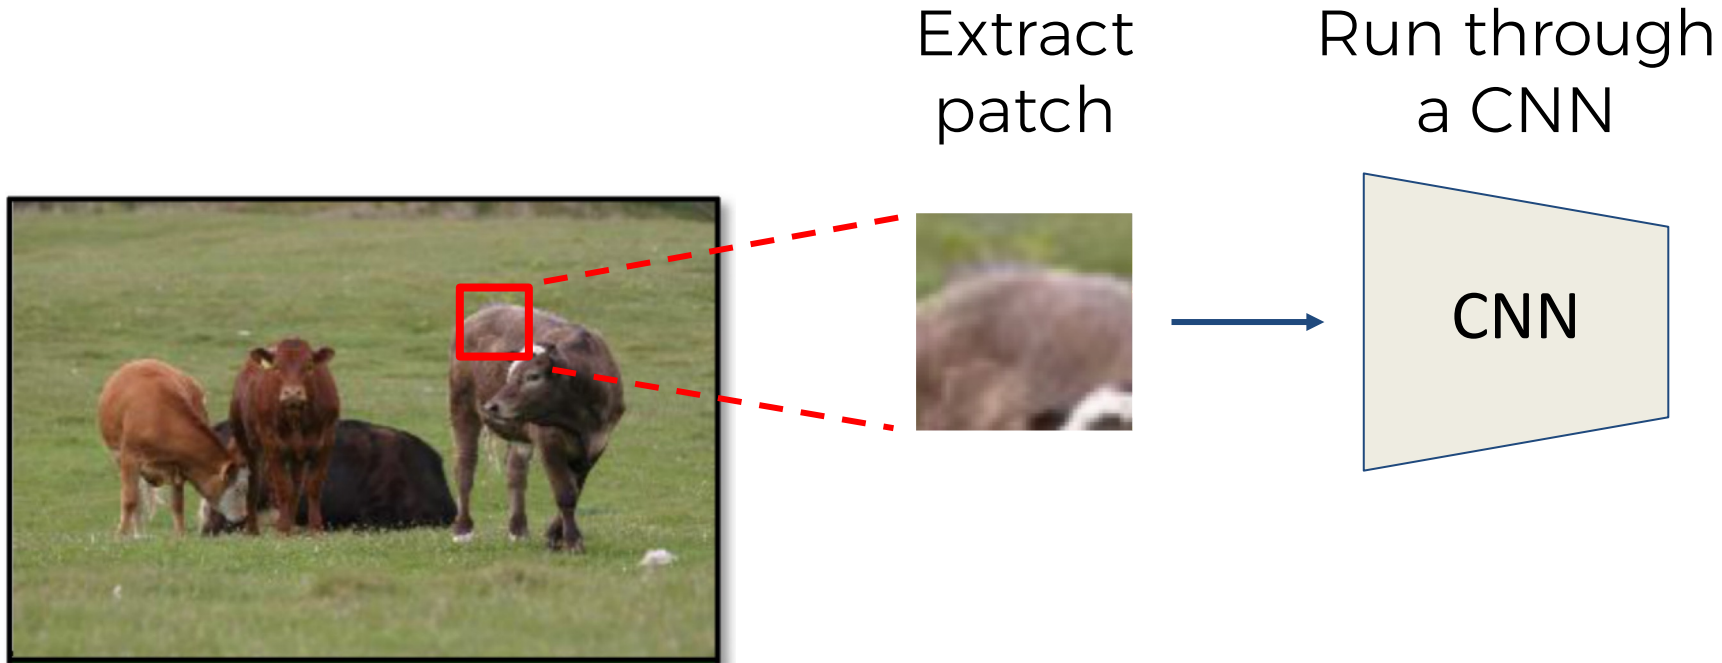 Extract
patch
Run through
a CNN
CNN